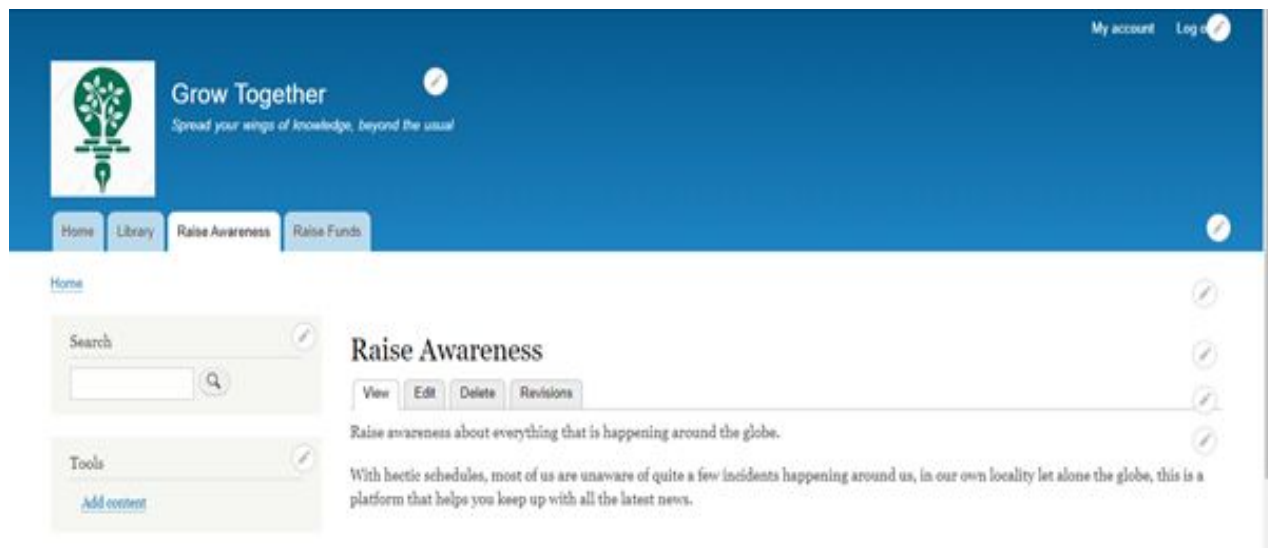 My account Log o
Grow Together
Spread your wings of knowledge, beyond the usual
Home Library Raise Awareness Raise Funds
Home
Search
Raise Awareness
View Edit Delete Revisions
Raise awareness about everything that is happening around the globe.
Tools
With hectic schedules, most of us are unaware of quite a few incidents happening around us, in our own locality let alone the globe, this is a
platform that helps you keep up with all the latest news.
Add content